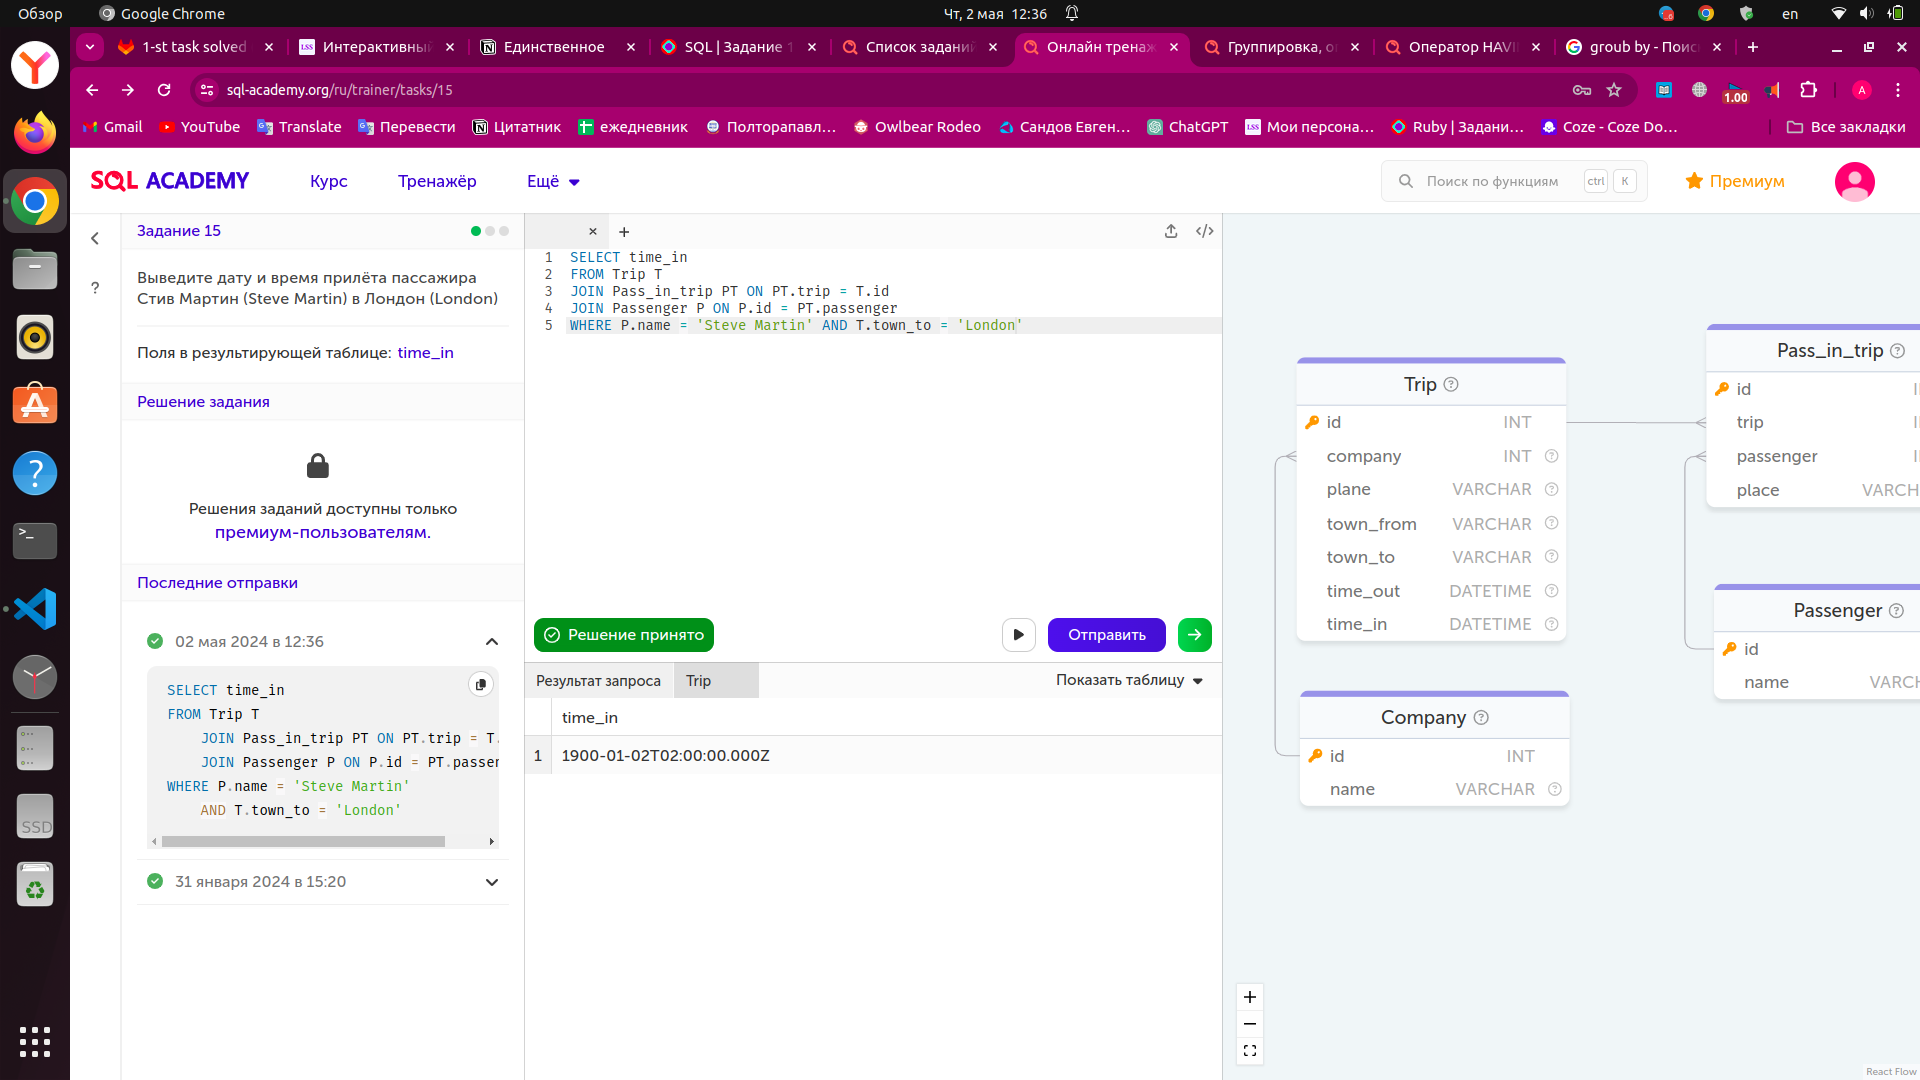 Обзор
Google Chrome
Чт, 2 мая 12:36
en
1-st task solved
Интерактивный
Единственное
SQL | Задание 1
Список заданий
Онлайн тренаж
Группировка, о
Оператор HAVI
groub by - Поис
sql-academy.org/ru/trainer/tasks/15
1.00
A
Gmail
YouTube
Translate
Перевести
Цитатник
ежедневник
Полторапавл...
Owlbear Rodeo
Сандов Евген...
ChatGPT
LSS Мои персона...
Ruby | Задани...
Coze - Coze Do...
Все закладки
SQL ACADEMY
Курс
Тренажёр
Ещё
Поиск по функциям
ctrl
K
Премиум
Задание 15
?
Выведите дату и время прилёта пассажира
Стив Мартин (Steve Martin) в Лондон (London)
Поля в результирующей таблице: time_in
Решение задания
Решения заданий доступны только
премиум-пользователям.
Последние отправки
02 мая 2024 в 12:36
SELECT time_in
FROM Trip T
JOIN Pass_in_trip PT ON PT.trip = T.
JOIN Passenger P ON P.id = PT.passen
WHERE P.name = 'Steve Martin'
AND T.town_to = 'London'
31 января 2024 в 15:20
1 SELECT time_in
2 FROM Trip T
3 JOIN Pass_in_trip PT ON PT.trip = T.id
4 JOIN Passenger P ON P.id = PT.passenger
5 WHERE P.name = 'Steve Martin' AND T.town_to = 'London'
Решение принято
Отправить
Результат запроса
Trip
Показать таблицу
time_in
1 1900-01-02T02:00:00.000Z
Trip
id INT
company INT
plane VARCHAR
town_from VARCHAR
town_to VARCHAR
time_out DATETIME
time_in DATETIME
Company
id INT
name VARCHAR
Pass_in_trip
id
trip
passenger
place VARCH
Passenger
id
name VARC
SSD
React Flow